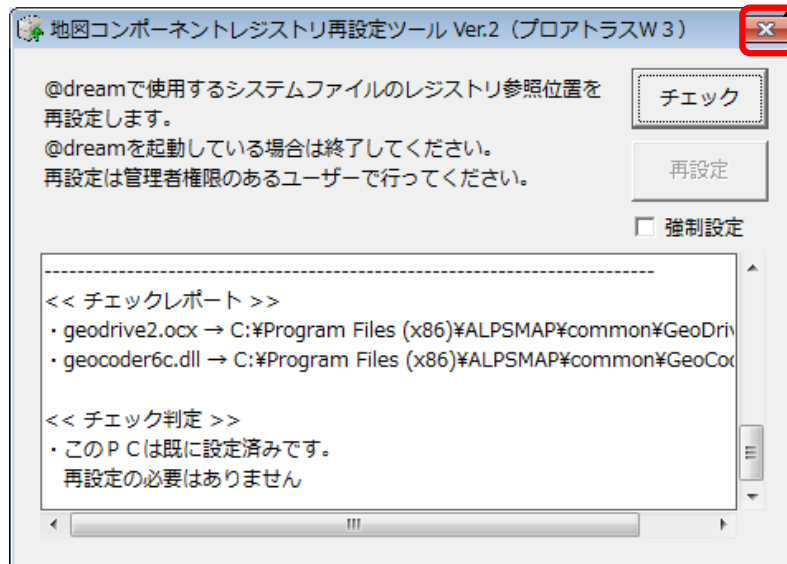 地図コンポーネントレジストリ再設定ツール Ver.2（プロアトラスW３）
@dreamで使用するシステムファイルのレジストリ参照位置を
再設定します。
@dreamを起動している場合は終了してください。
再設定は管理者権限のあるユーザーで行ってください。
チェック
再設定
強制設定
--------------------------------------------------------------------------
<< チェックレポート >>
・geodrive2.ocx → C:¥Program Files (x86)¥ALPSMAP¥common¥GeoDriv
・geocoder6c.dll → C:¥Program Files (x86)¥ALPSMAP¥common¥GeoCod
<< チェック判定 >>
・このＰＣは既に設定済みです。
再設定の必要はありません